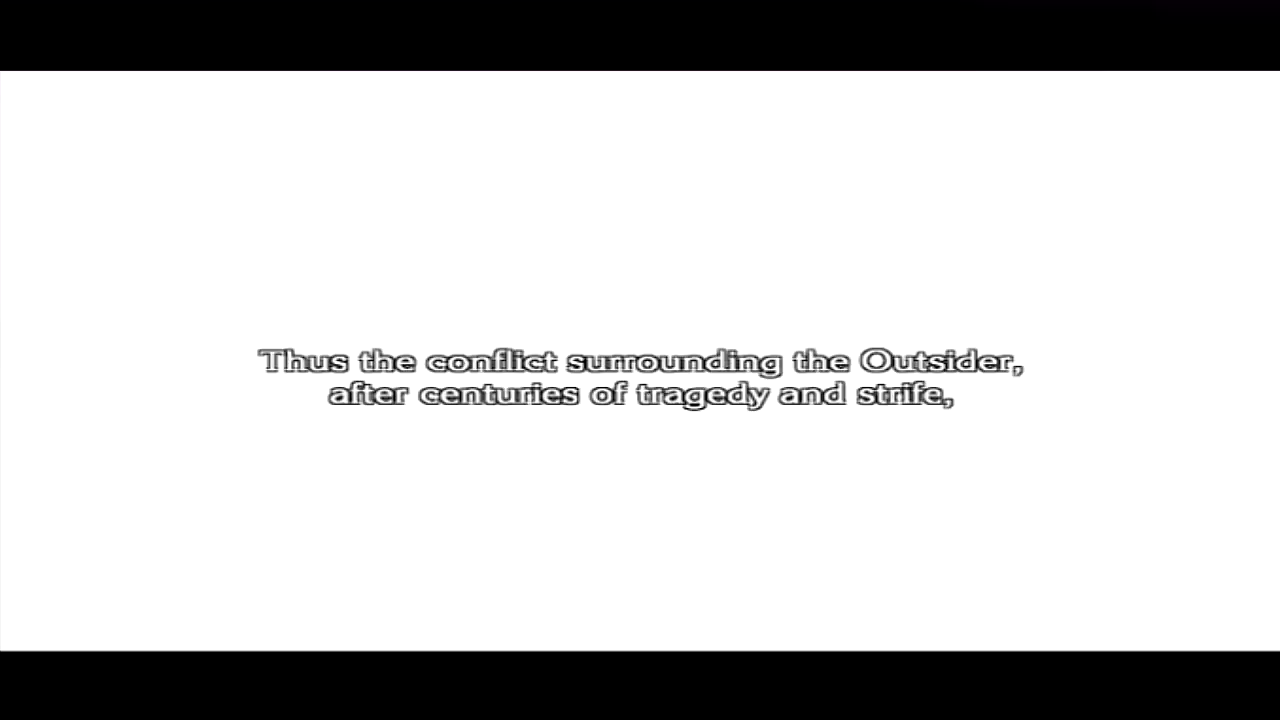 Thus the conflict surrounding the Outsider,
after centuries of tragedy and strife,